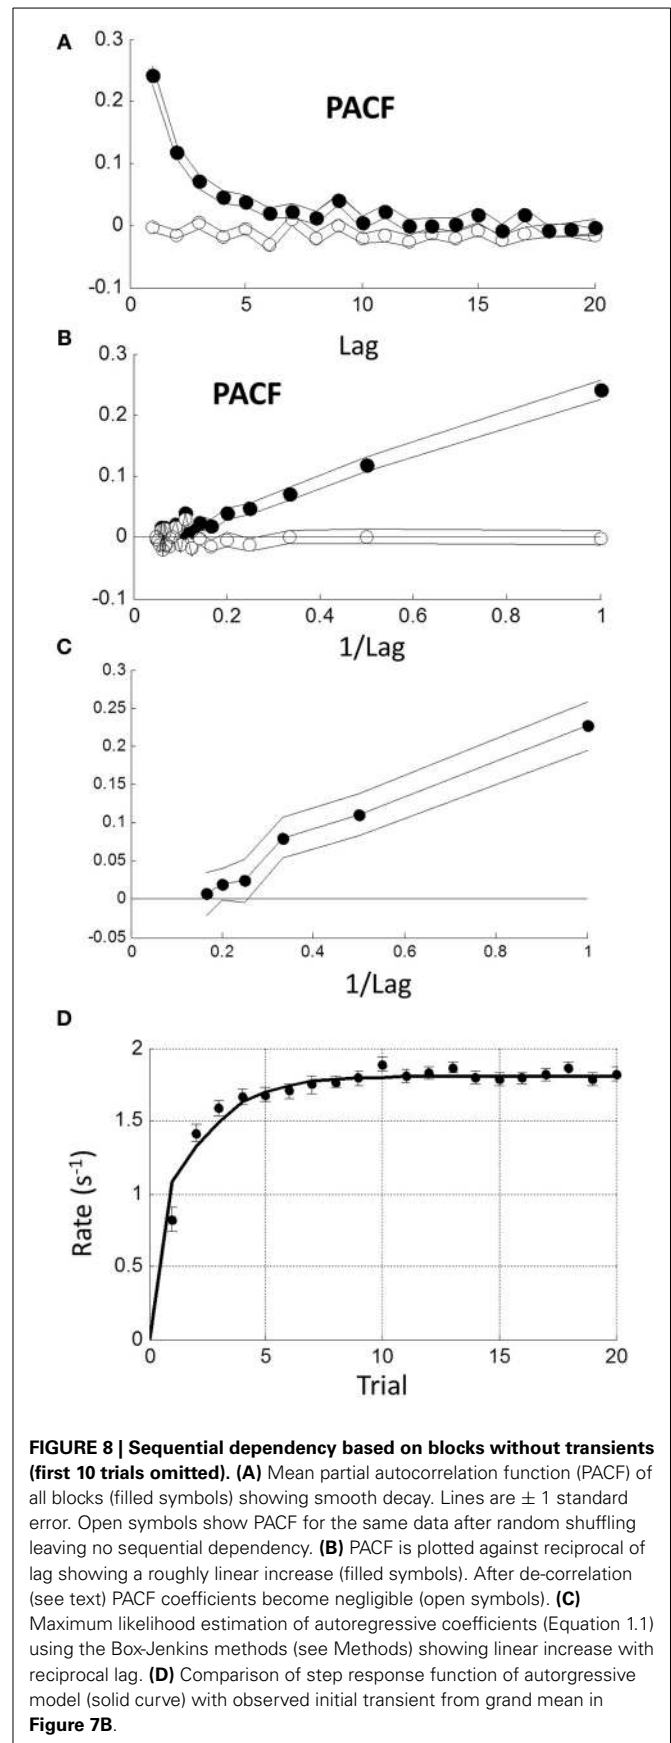 A
0.3
0.2
0.1
0
-0.1
PACF
0
5
10
15
20
Lag
B
0.3
0.2
0.1
0
-0.1
PACF
0
0.2
0.4
0.6
0.8
1
1/Lag
C
0.3
0.25
0.2
0.15
0.1
0.05
0
-0.05
0
0.2
0.4
0.6
0.8
1
1/Lag
D
2
1.5
1
0.5
0
Rate (s-1)
0
5
10
15
20
Trial
FIGURE 8 | Sequential dependency based on blocks without transients
(first 10 trials omitted). (A) Mean partial autocorrelation function (PACF) of
all blocks (filled symbols) showing smooth decay. Lines are ± 1 standard
error. Open symbols show PACF for the same data after random shuffling
leaving no sequential dependency. (B) PACF is plotted against reciprocal of
lag showing a roughly linear increase (filled symbols). After de-correlation
(see text) PACF coefficients become negligible (open symbols). (C)
Maximum likelihood estimation of autoregressive coefficients (Equation 1.1)
using the Box-Jenkins methods (see Methods) showing linear increase with
reciprocal lag. (D) Comparison of step response function of autorgressive
model (solid curve) with observed initial transient from grand mean in
Figure 7B.